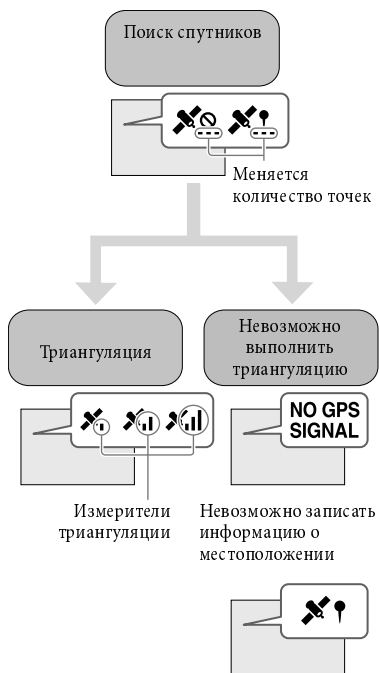 Поиск спутников
Меняется
количество точек
Триангуляция
Невозможно
выполнить
триангуляцию
NO GPS
SIGNAL
Измерители
триангуляции
Невозможно записать
информацию о
местоположении